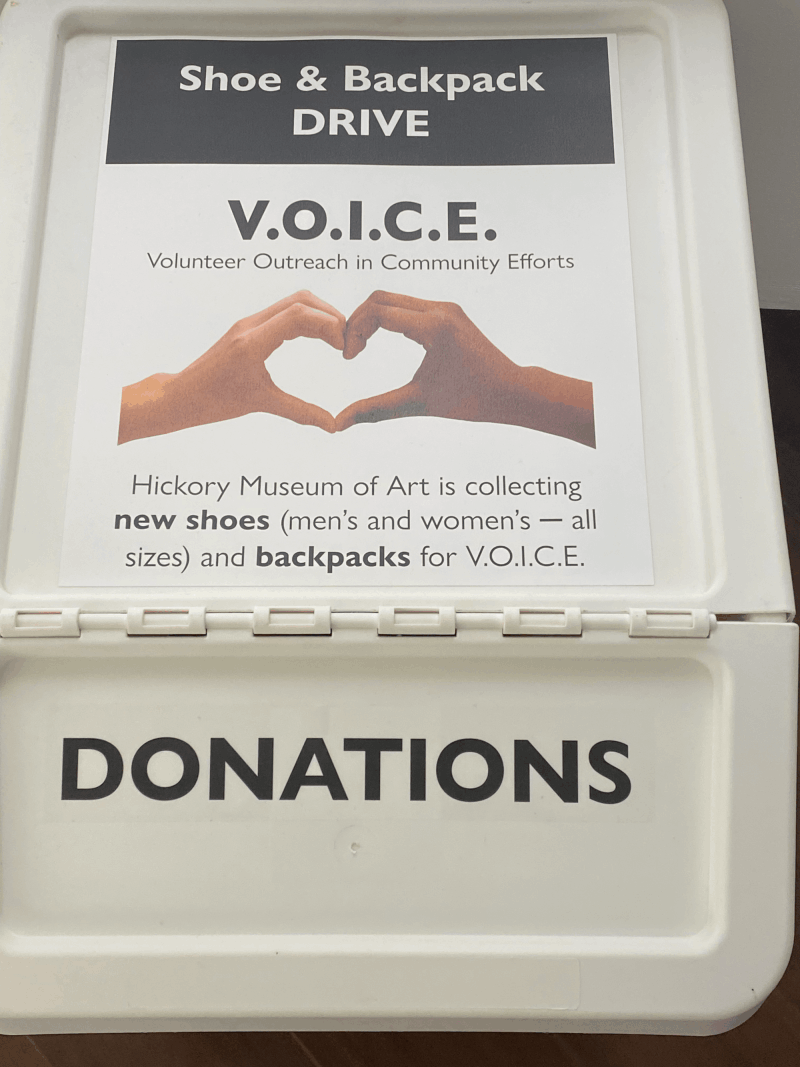 Shoe & Backpack
DRIVE
V.O.I.C.E.
Volunteer Outreach in Community Efforts
Hickory Museum of Art is collecting
new shoes (men's and women's — all
sizes) and backpacks for V.O.I.C.E.
DONATIONS